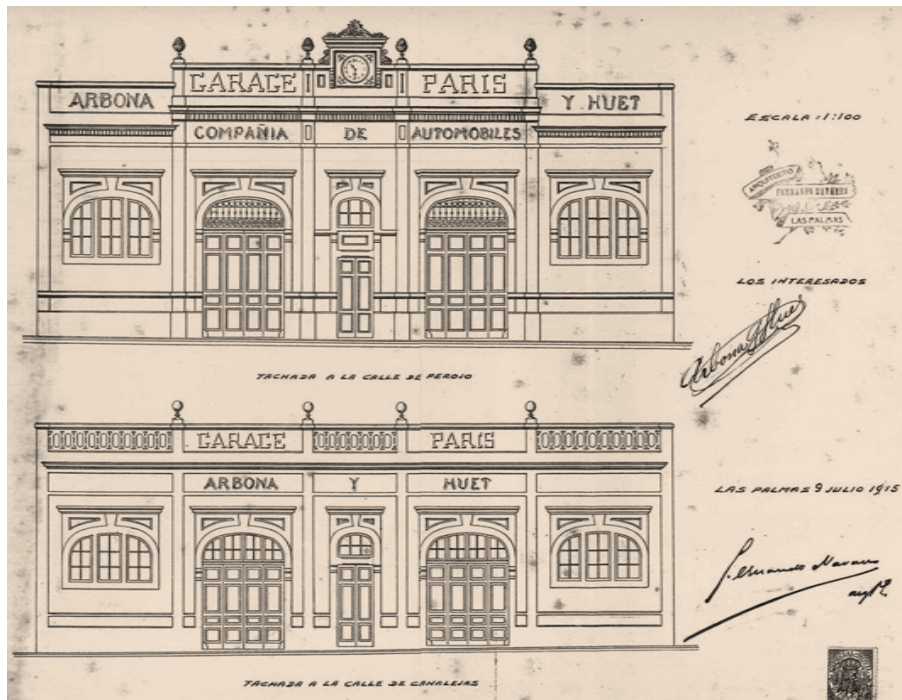 GARAGE PARIS
ARBONA Y HUET
COMPAÑIA DE AUTOMOBILES
ESCALA = 1:100
ARQUITECTO
FERNANDO NAVARRO
LAS PALMAS
LOS INTERESADOS
Arbona y Huet
FACHADA A LA CALLE DE PEROJO
GARAGE PARIS
ARBONA Y HUET
LAS PALMAS 9 JULIO 1915
Fernando Navarro
FACHADA A LA CALLE DE CANALEJAS